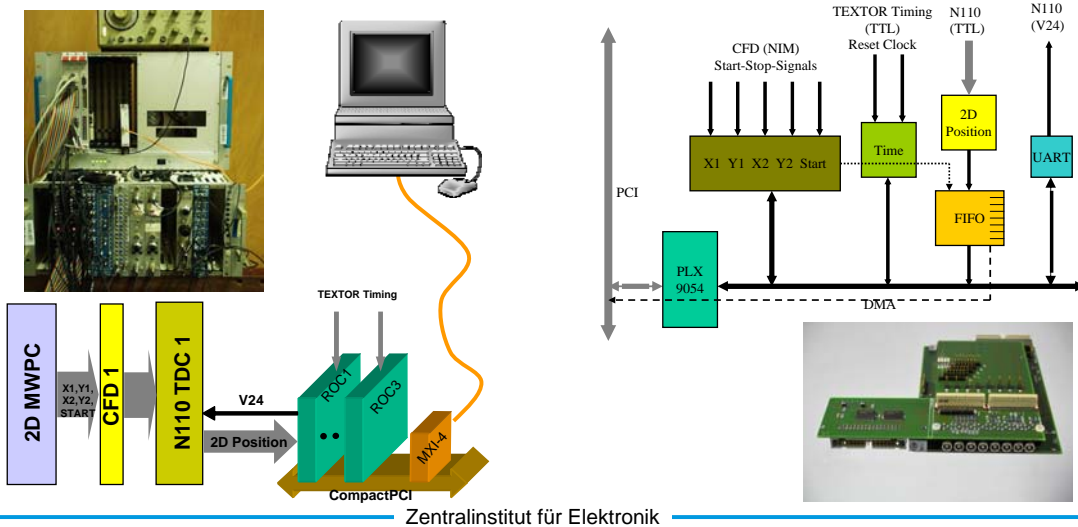 TEXTOR Timing
(TTL)
Reset Clock
N110
(TTL)
N110
(V24)
CFD (NIM)
Start-Stop-Signals
X1 Y1 X2 Y2 Start
Time
2D
Position
UART
PCI
FIFO
PLX
9054
DMA
TEXTOR Timing
2D MWPC
X1,Y1,
X2,Y2,
START
CFD 1
N110 TDC 1
V24
2D Position
ROC1
ROC3
MXI-4
CompactPCI
Zentralinstitut für Elektronik